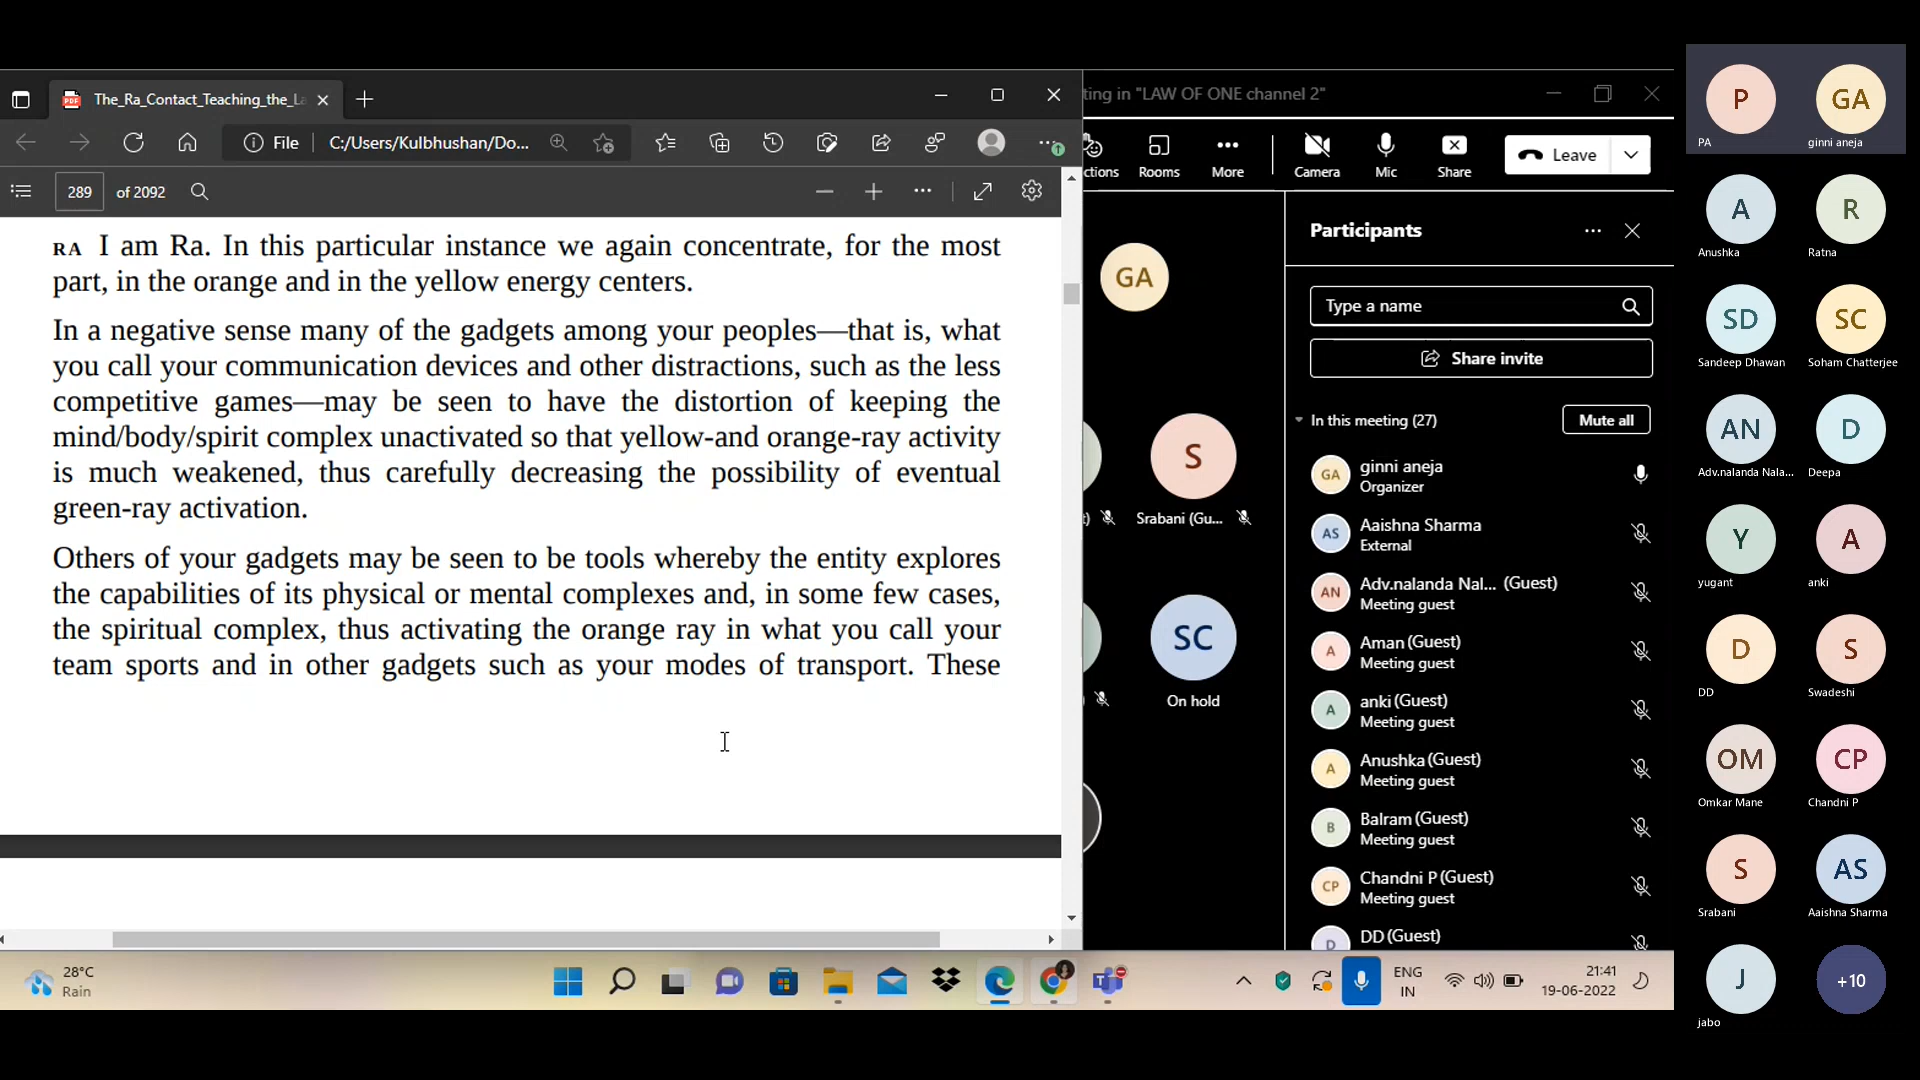 The_Ra_Contact_Teaching_the_La
File
C:/Users/Kulbhushan/Do...
289
of 2092
RA I am Ra. In this particular instance we again concentrate, for the most
part, in the orange and in the yellow energy centers.
In a negative sense many of the gadgets among your peoples—that is, what
you call your communication devices and other distractions, such as the less
competitive games—may be seen to have the distortion of keeping the
mind/body/spirit complex unactivated so that yellow-and orange-ray activity
is much weakened, thus carefully decreasing the possibility of eventual
green-ray activation.
Others of your gadgets may be seen to be tools whereby the entity explores
the capabilities of its physical or mental complexes and, in some few cases,
the spiritual complex, thus activating the orange ray in what you call your
team sports and in other gadgets such as your modes of transport. These
ting in "LAW OF ONE channel 2"
ctions
Rooms
More
Camera
Mic
Share
Leave
GA
S
Srabani (Gu...
SC
On hold
Participants
Type a name
Share invite
In this meeting (27)
Mute all
GA
ginni aneja
Organizer
AS
Aaishna Sharma
External
AN
Adv.nalanda Nal... (Guest)
Meeting guest
A
Aman (Guest)
Meeting guest
A
anki (Guest)
Meeting guest
A
Anushka (Guest)
Meeting guest
B
Balram (Guest)
Meeting guest
CP
Chandni P (Guest)
Meeting guest
D
DD (Guest)
P
PA
GA
ginni aneja
A
Anushka
R
Ratna
SD
Sandeep Dhawan
SC
Soham Chatterjee
AN
Adv.nalanda Nala...
D
Deepa
Y
yugant
A
anki
D
DD
S
Swadeshi
OM
Omkar Mane
CP
Chandni P
S
Srabani
AS
Aaishna Sharma
J
jabo
+10
28°C
Rain
ENG
IN
21:41
19-06-2022